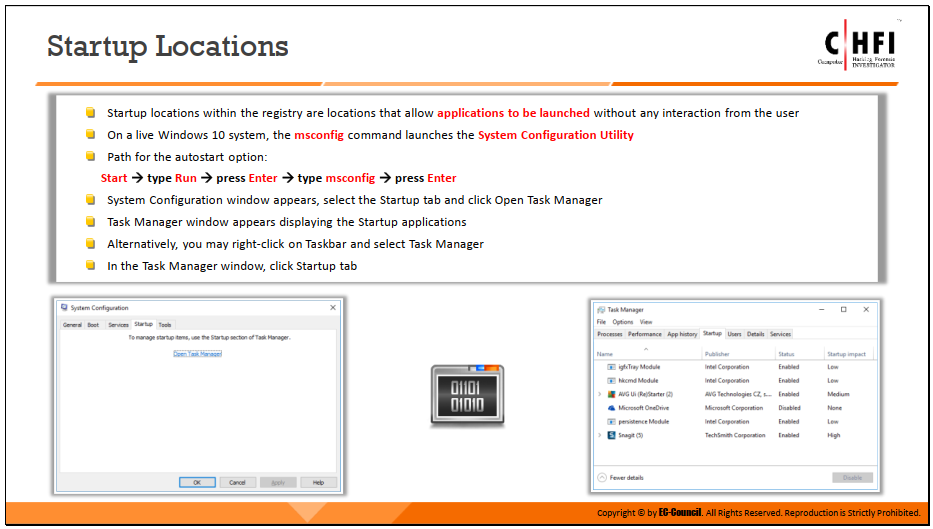 Startup Locations
CHFI
Computer Hacking Forensic
INVESTIGATOR
Startup locations within the registry are locations that allow applications to be launched without any interaction from the user
On a live Windows 10 system, the msconfig command launches the System Configuration Utility
Path for the autostart option:
Start → type Run → press Enter → type msconfig → press Enter
System Configuration window appears, select the Startup tab and click Open Task Manager
Task Manager window appears displaying the Startup applications
Alternatively, you may right-click on Taskbar and select Task Manager
In the Task Manager window, click Startup tab
System Configuration
General Boot Services Startup Tools
To manage startup items, use the Startup section of Task Manager.
Open Task Manager
OK Cancel Apply Help
01101
01010
Task Manager
File Options View
Processes Performance App history Startup Users Details Services
Name Publisher Status Startup impact
igfxTray Module Intel Corporation Enabled Low
hkcmd Module Intel Corporation Enabled Low
AVG Ui (Re)Starter (2) AVG Technologies CZ, s.... Enabled Medium
Microsoft OneDrive Microsoft Corporation Disabled None
persistence Module Intel Corporation Enabled Low
Snagit (5) TechSmith Corporation Enabled High
Fewer details Disable
Copyright © by EC-Council. All Rights Reserved. Reproduction is Strictly Prohibited.